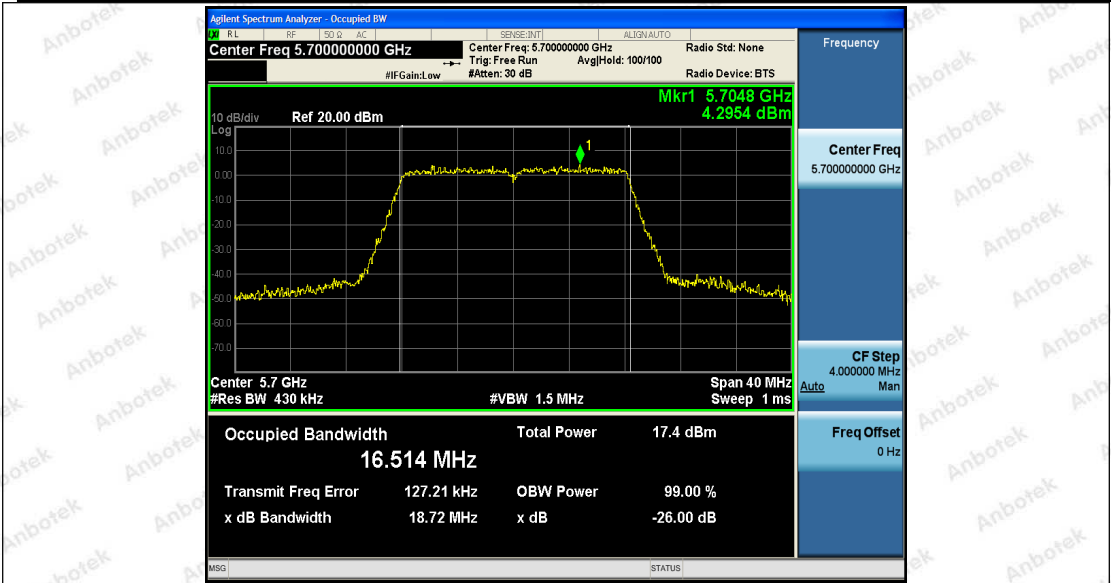 Agilent Spectrum Analyzer - Occupied BW
LXI RL RF 50 Ω AC SENSE:INT ALIGNAUTO
Center Freq 5.700000000 GHz
Center Freq: 5.700000000 GHz Radio Std: None
Trig: Free Run Avg|Hold: 100/100
#IFGain:Low #Atten: 30 dB Radio Device: BTS
Mkr1 5.7048 GHz
4.2954 dBm
10 dB/div Ref 20.00 dBm
Log
10.0
0.00
-10.0
-20.0
-30.0
-40.0
-50.0
-60.0
-70.0
1
Center 5.7 GHz Span 40 MHz
#Res BW 430 kHz #VBW 1.5 MHz Sweep 1 ms
Occupied Bandwidth Total Power 17.4 dBm
16.514 MHz
Transmit Freq Error 127.21 kHz OBW Power 99.00 %
x dB Bandwidth 18.72 MHz x dB -26.00 dB
MSG STATUS
Frequency
Center Freq
5.700000000 GHz
CF Step
4.000000 MHz
Auto Man
Freq Offset
0 Hz
Anbotek